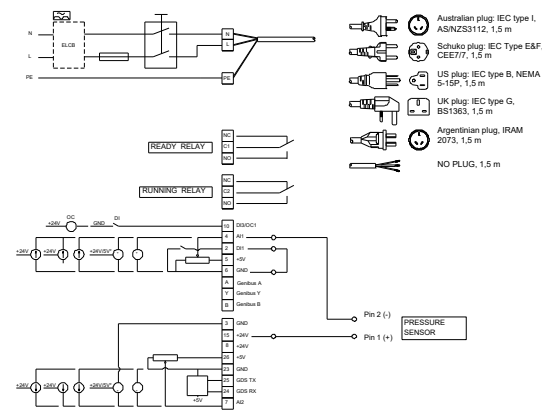 N
ELCB
L
PE
N
L
PE
Australian plug: IEC type I,
AS/NZS3112, 1,5 m
Schuko plug: IEC Type E&F,
CEE7/7, 1,5 m
US plug: IEC type B, NEMA
5-15P, 1,5 m
UK plug: IEC type G,
BS1363, 1,5 m
Argentinian plug, IRAM
2073, 1,5 m
NO PLUG, 1,5 m
READY RELAY
NC
C1
NO
RUNNING RELAY
NC
C2
NO
+24V
OC
GND
DI
10 DI3/OC1
4 AI1
2 DI1
5 +5V
6 GND
A Genibus A
Y Genibus Y
B Genibus B
+24V
+24V
+24V
+24V/5V*
Pin 2 (-)
Pin 1 (+)
PRESSURE
SENSOR
3 GND
15 +24V
8 +24V
26 +5V
23 GND
25 GDS TX
24 GDS RX
7 AI2
+24V
+24V
+24V
+24V/5V*
+5V